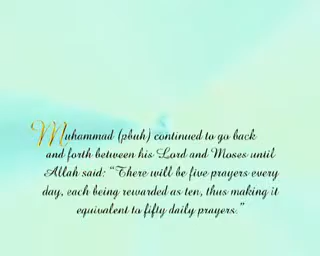 Muhammad (pbuh) continued to go back
and forth between his Lord and Moses until
Allah said: “There will be five prayers every
day, each being rewarded as ten, thus making it
equivalent to fifty daily prayers.”